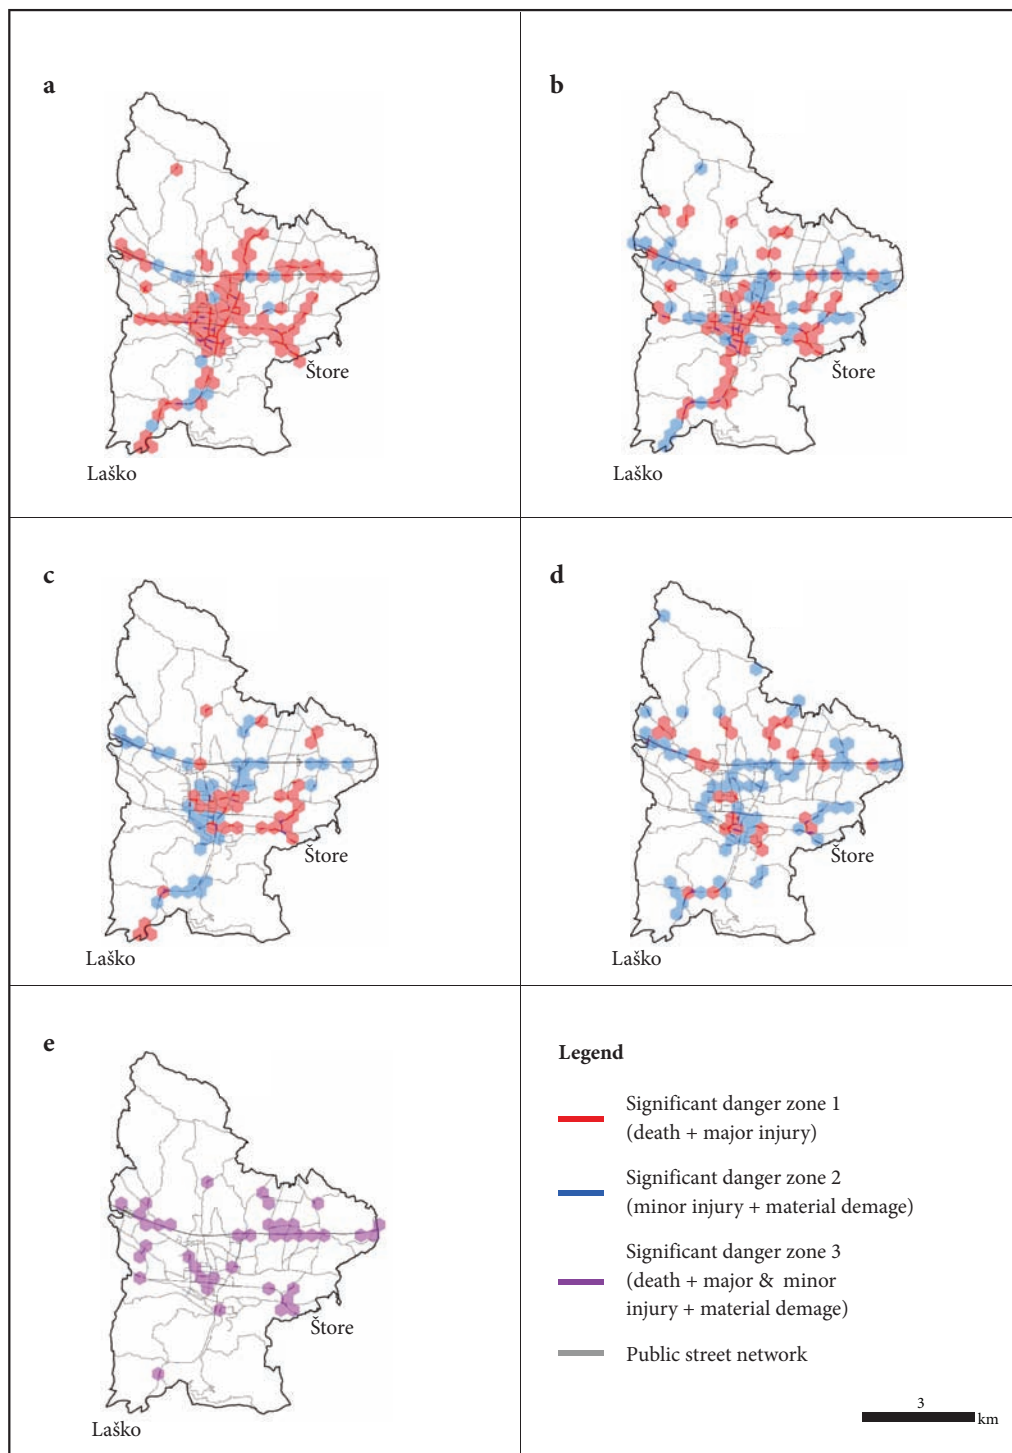 a
b
Štore
Laško
Štore
Laško
c
d
Štore
Laško
Štore
Laško
e
Štore
Laško
Legend
Significant danger zone 1
(death + major injury)
Significant danger zone 2
(minor injury + material demage)
Significant danger zone 3
(death + major & minor
injury + material demage)
Public street network
3
km